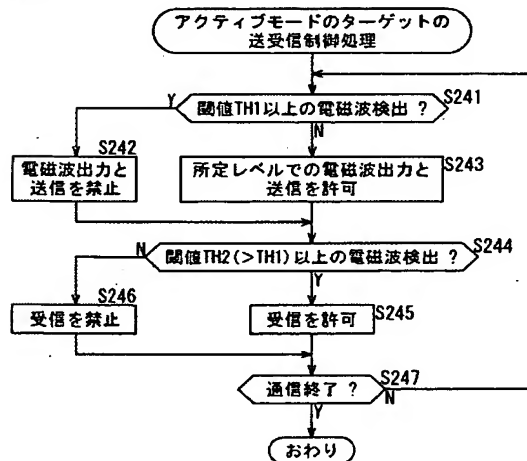 アクティブモードのターゲットの
送受信制御処理
閾値TH1以上の電磁波検出 ?
S241
Y
N
S242
電磁波出力と
送信を禁止
所定レベルでの電磁波出力と
送信を許可
S243
閾値TH2(>TH1)以上の電磁波検出 ?
S244
N
Y
S246
受信を禁止
受信を許可
S245
通信終了 ?
S247
N
Y
おわり